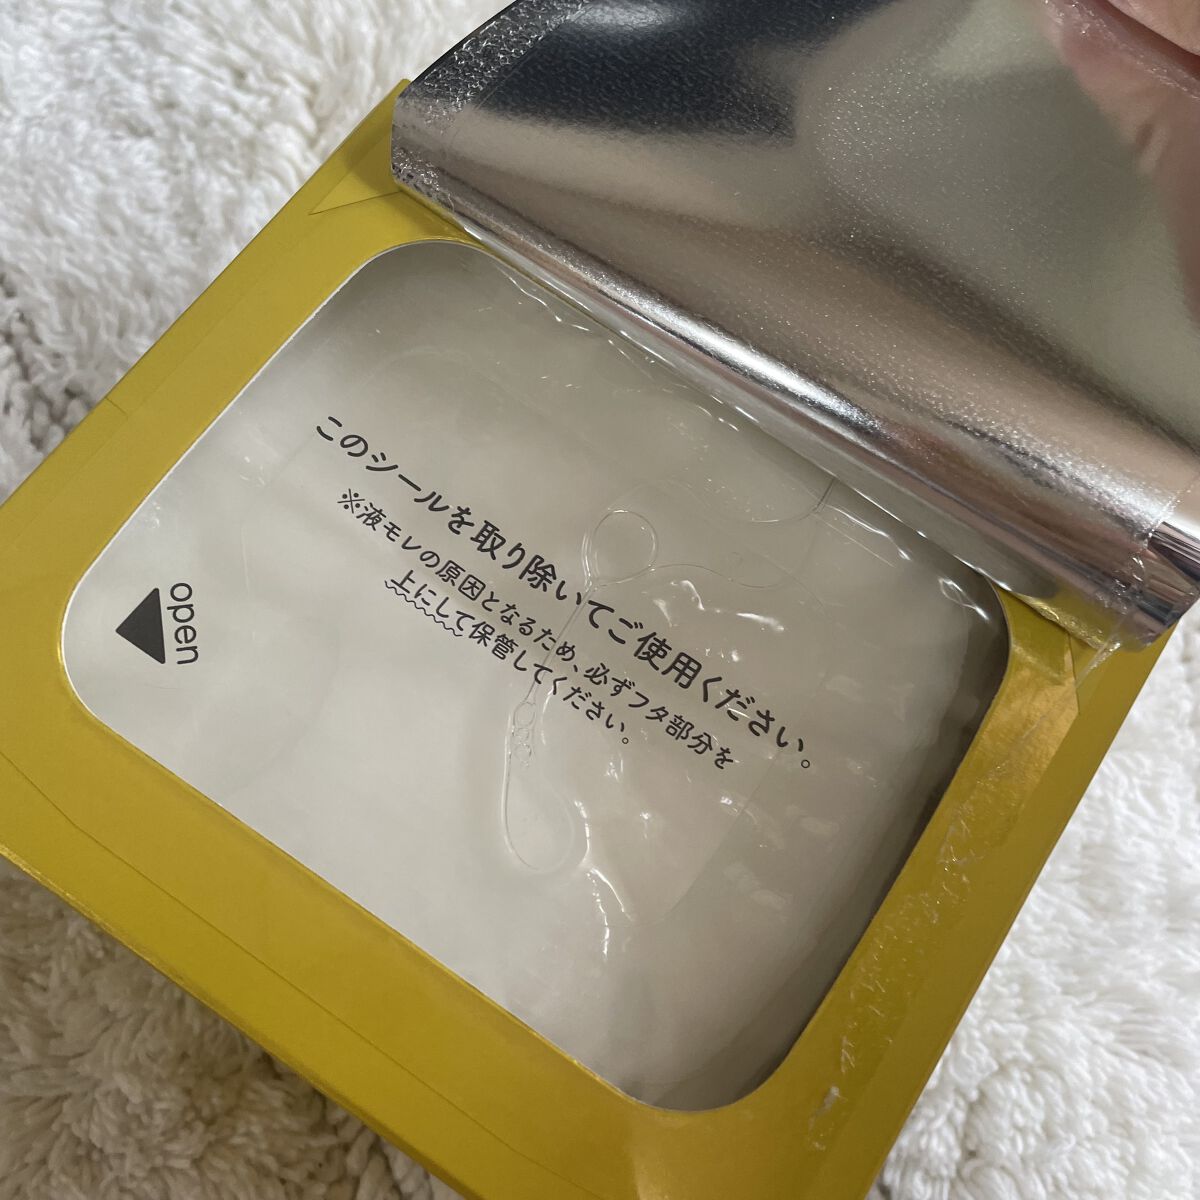 このシールを取り除いてご使用ください。
※液モレの原因となるため、必ずフタ部分を
上にして保管してください。
open